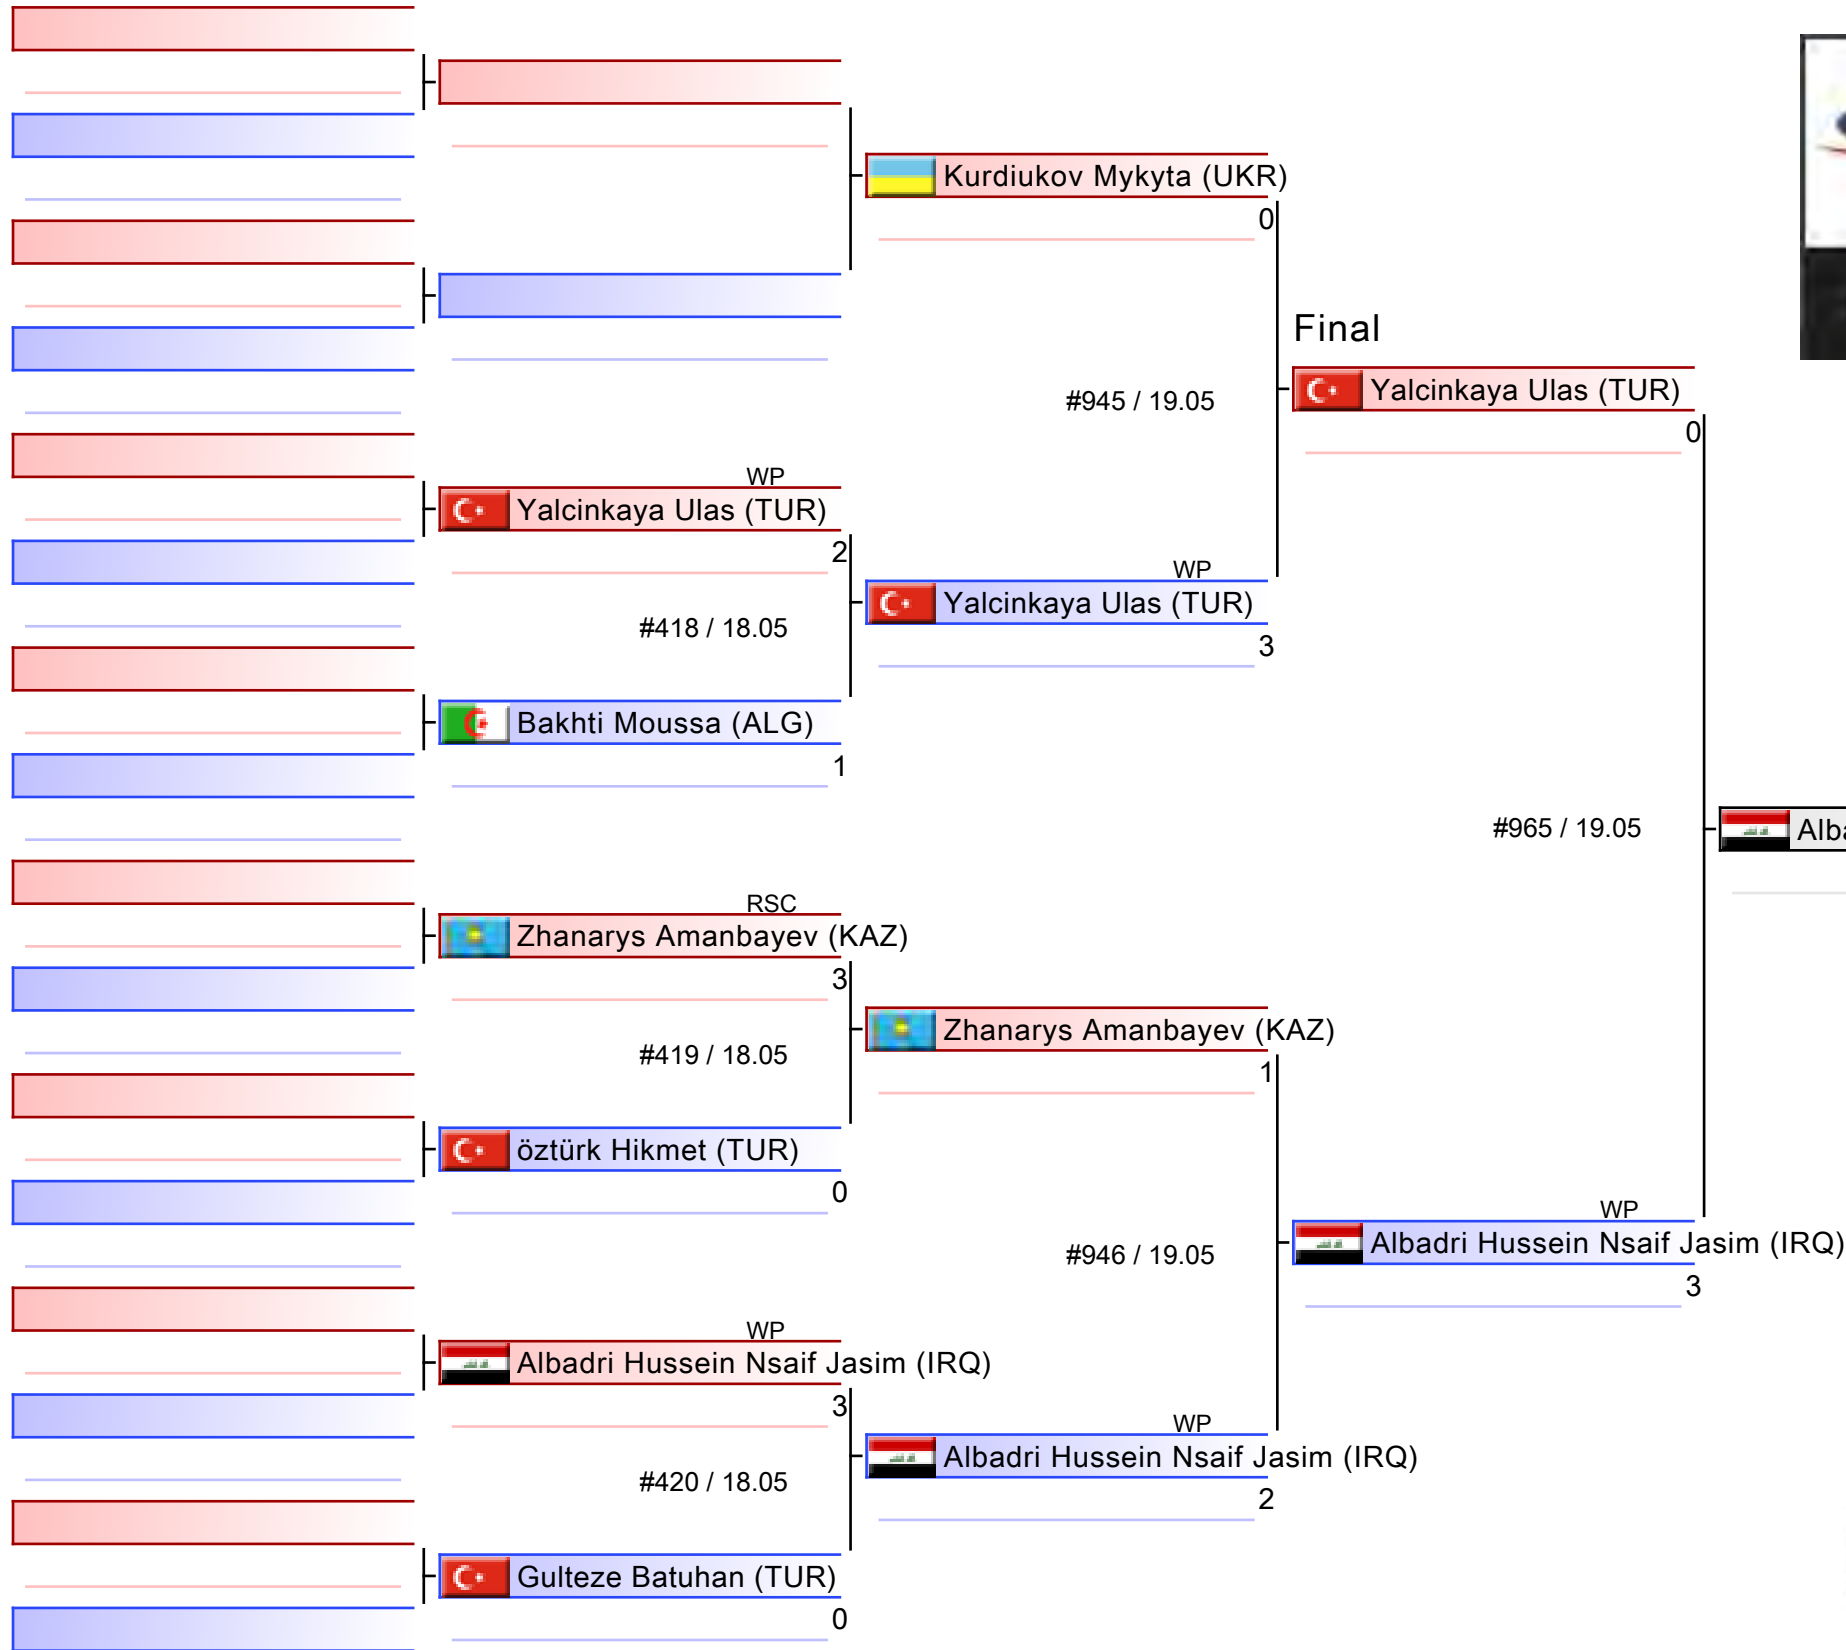 Kurdiukov Mykyta (UKR)
0
Final
#945 / 19.05
Yalcinkaya Ulas (TUR)
0
WP
Yalcinkaya Ulas (TUR)
2
WP
Yalcinkaya Ulas (TUR)
3
#418 / 18.05
Bakhti Moussa (ALG)
1
#965 / 19.05
RSC
Zhanarys Amanbayev (KAZ)
3
Zhanarys Amanbayev (KAZ)
1
#419 / 18.05
öztürk Hikmet (TUR)
0
WP
Albadri Hussein Nsaif Jasim (IRQ)
3
#946 / 19.05
WP
Albadri Hussein Nsaif Jasim (IRQ)
3
WP
Albadri Hussein Nsaif Jasim (IRQ)
2
#420 / 18.05
Gulteze Batuhan (TUR)
0